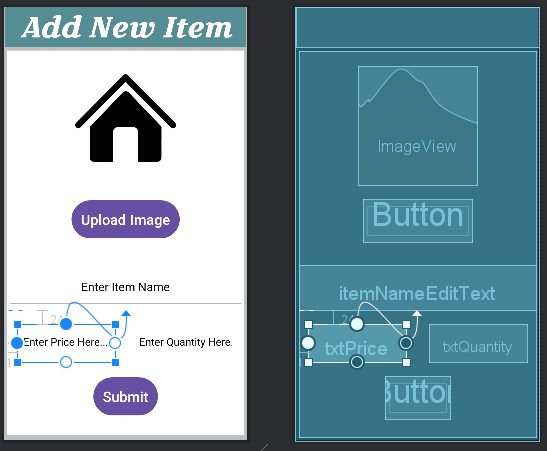 Add New Item
ImageView
Upload Image
Button
Enter Item Name
itemNameEditText
24
Enter Price Here...
Enter Quantity Here.
txtPrice
txtQuantity
Submit
Button